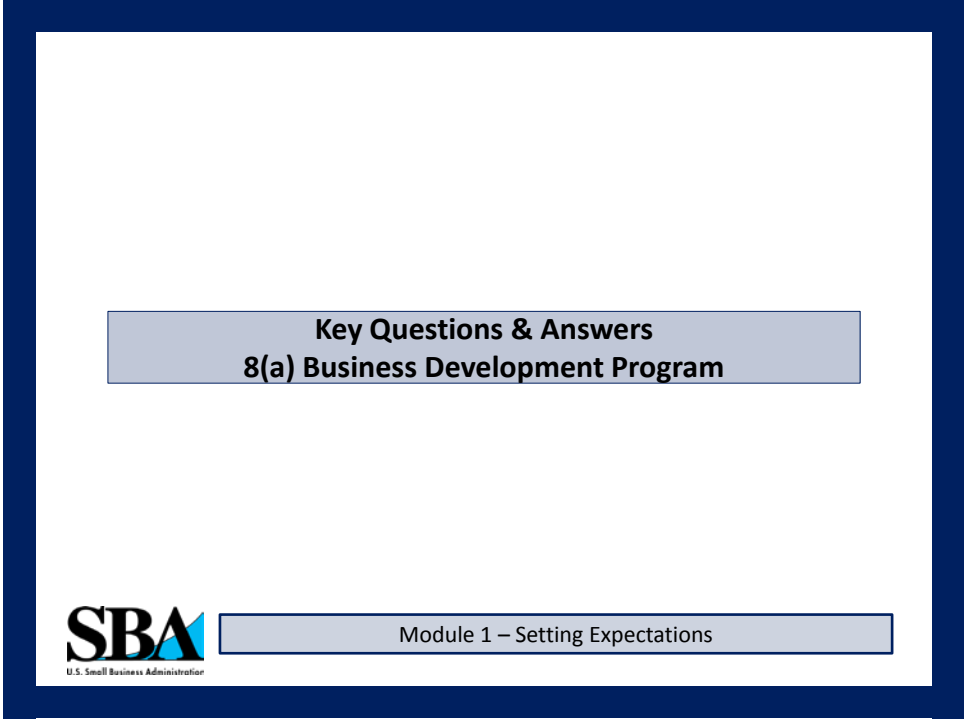 Key Questions & Answers
8(a) Business Development Program
SBA
U.S. Small Business Administration
Module 1 – Setting Expectations